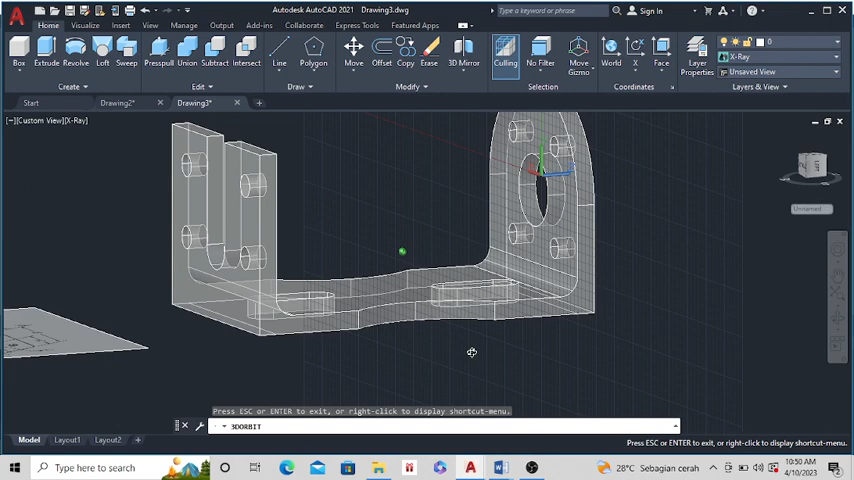 Autodesk AutoCAD 2021 Drawing3.dwg
Type a keyword or phrase
Sign In
Home Visualize Insert View Manage Output Add-ins Collaborate Express Tools Featured Apps
Box Extrude Revolve Loft Sweep Presspull Union Subtract Intersect Line Polygon Move Offset Copy Erase 3D Mirror Culling No Filter Move Gizmo World X Face Layer Properties
0
X-Ray
Unsaved View
Create Edit Draw Modify Selection Coordinates Layers & View
Start Drawing2* Drawing3*
[−][Custom View][X-Ray]
LEFT
Unnamed
Press ESC or ENTER to exit, or right-click to display shortcut-menu.
3DORBIT
Model Layout1 Layout2
Press ESC or ENTER to exit, or right-click to display shortcut-menu.
Type here to search
28°C Sebagian cerah
10:50 AM
4/10/2023
2